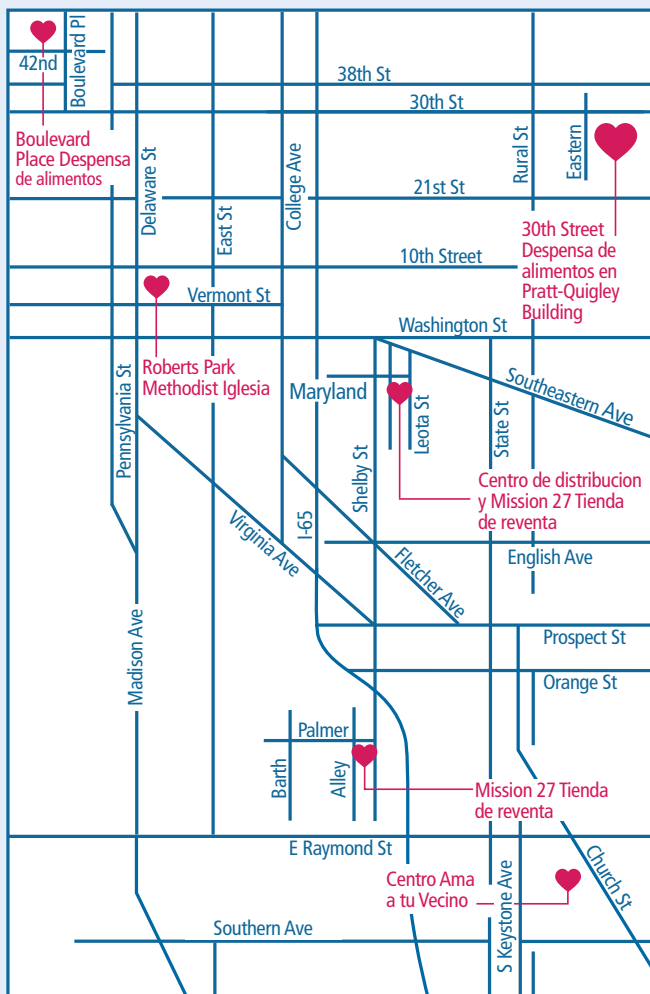 Boulevard Pl
42nd
38th St
30th St
Boulevard
Place Despensa
de alimentos
Delaware St
College Ave
Rural St
Eastern
21st St
East St
30th Street
Despensa de
alimentos en
Pratt-Quigley
Building
10th Street
Vermont St
Washington St
Roberts Park
Methodist Iglesia
Pennsylvania St
Maryland
Leota St
Southeastern Ave
State St
Shelby St
Centro de distribucion
y Mission 27 Tienda
de reventa
Virginia Ave
I-65
Fletcher Ave
English Ave
Madison Ave
Prospect St
Orange St
Palmer
Barth
Alley
Mission 27 Tienda
de reventa
E Raymond St
Centro Ama
a tu Vecino
S Keystone Ave
Church St
Southern Ave